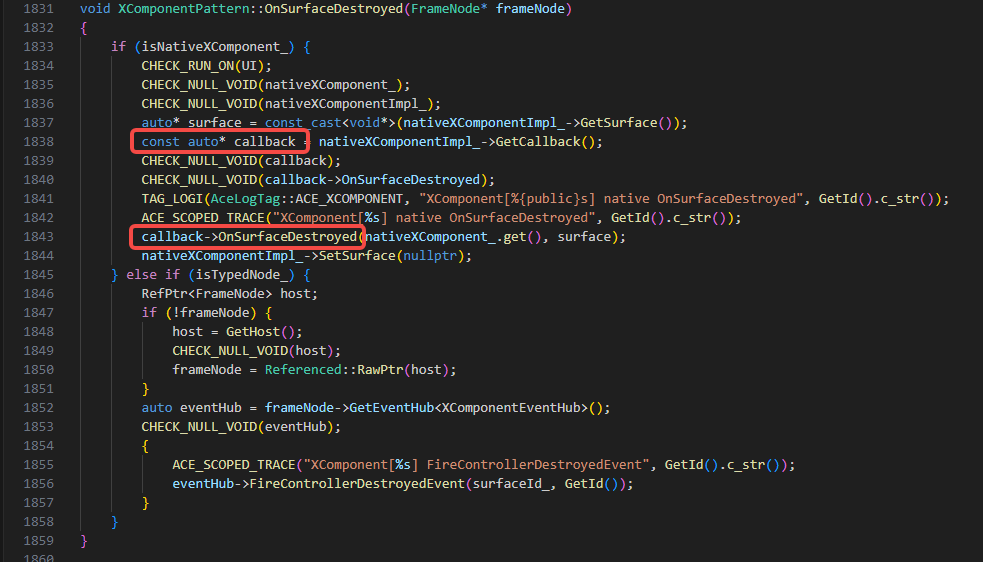 1831 void XComponentPattern::OnSurfaceDestroyed(FrameNode* frameNode)
1832 {
1833 if (isNativeXComponent_) {
1834 CHECK_RUN_ON(UI);
1835 CHECK_NULL_VOID(nativeXComponent_);
1836 CHECK_NULL_VOID(nativeXComponentImpl_);
1837 auto* surface = const_cast<void*>(nativeXComponentImpl_->GetSurface());
1838 const auto* callback = nativeXComponentImpl_->GetCallback();
1839 CHECK_NULL_VOID(callback);
1840 CHECK_NULL_VOID(callback->OnSurfaceDestroyed);
1841 TAG_LOGI(AceLogTag::ACE_XCOMPONENT, "XComponent[%{public}s] native OnSurfaceDestroyed", GetId().c_str());
1842 ACE_SCOPED_TRACE("XComponent[%s] native OnSurfaceDestroyed", GetId().c_str());
1843 callback->OnSurfaceDestroyed(nativeXComponent_.get(), surface);
1844 nativeXComponentImpl_->SetSurface(nullptr);
1845 } else if (isTypedNode_) {
1846 RefPtr<FrameNode> host;
1847 if (!frameNode) {
1848 host = GetHost();
1849 CHECK_NULL_VOID(host);
1850 frameNode = Referenced::RawPtr(host);
1851 }
1852 auto eventHub = frameNode->GetEventHub<XComponentEventHub>();
1853 CHECK_NULL_VOID(eventHub);
1854 {
1855 ACE_SCOPED_TRACE("XComponent[%s] FireControllerDestroyedEvent", GetId().c_str());
1856 eventHub->FireControllerDestroyedEvent(surfaceId_, GetId());
1857 }
1858 }
1859 }
1860